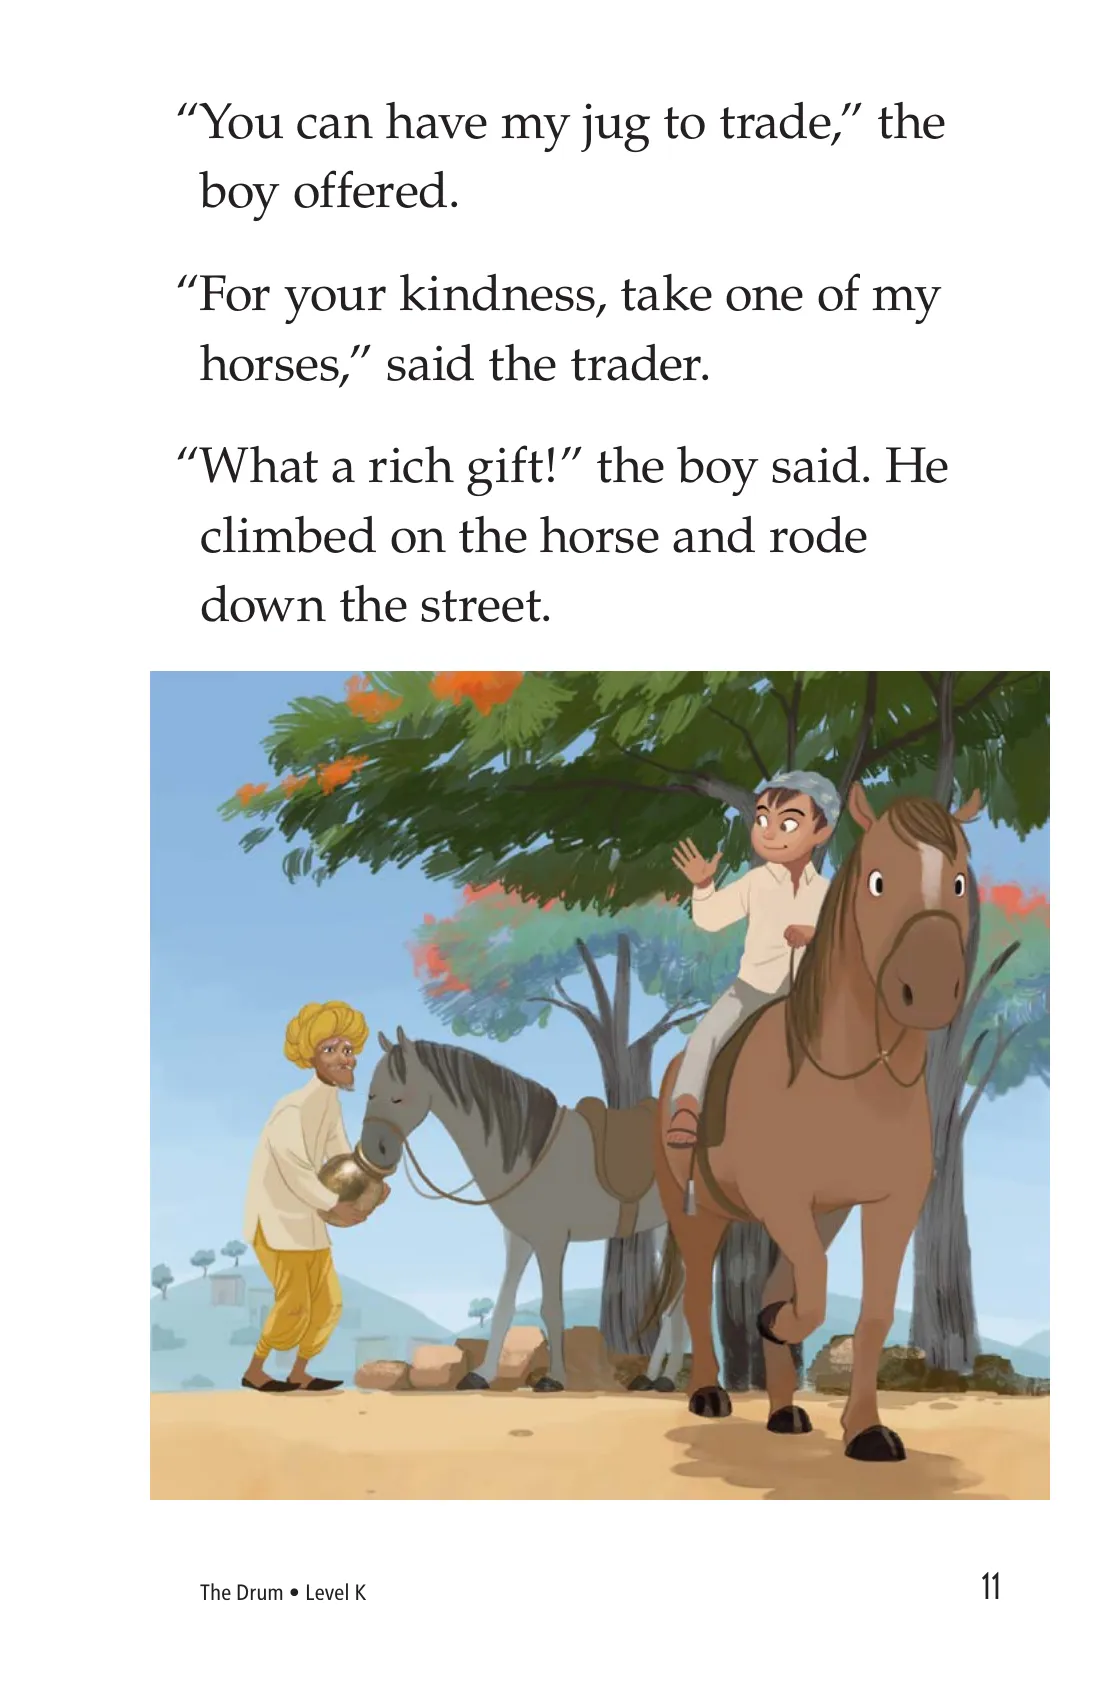 “You can have my jug to trade,” the
boy offered.
“For your kindness, take one of my
horses,” said the trader.
“What a rich gift!” the boy said. He
climbed on the horse and rode
down the street.
The Drum • Level K
11